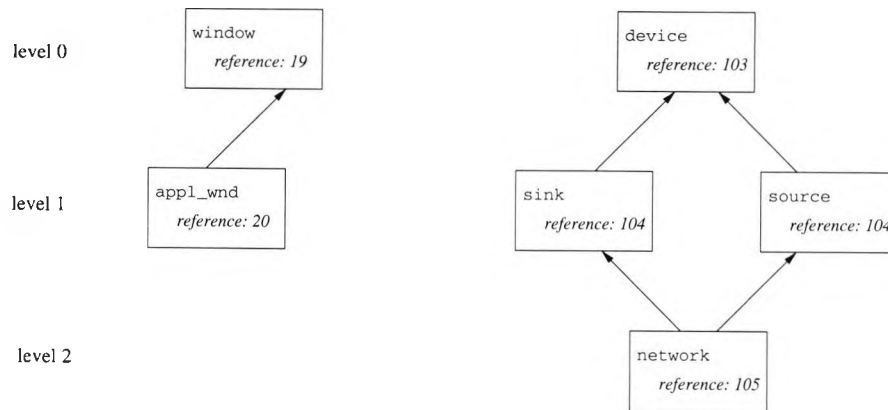 level 0
window
reference: 19
device
reference: 103
level 1
appl_wnd
reference: 20
sink
reference: 104
source
reference: 104
level 2
network
reference: 105